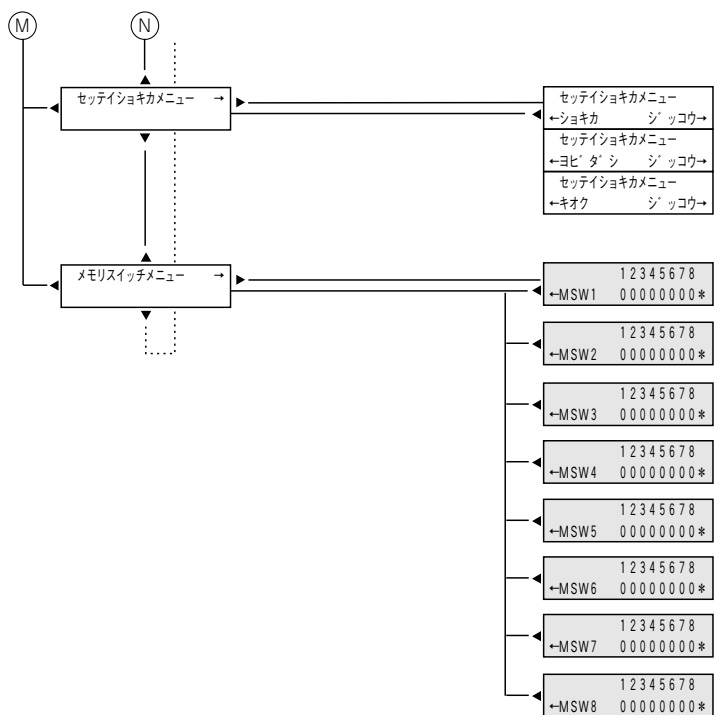 M
N
セッテイショキカメニュー →
セッテイショキカメニュー
←ショキカ ジッコウ→
セッテイショキカメニュー
←ヨビダシ ジッコウ→
セッテイショキカメニュー
←キオク ジッコウ→
メモリスイッチメニュー →
12345678
←MSW1 00000000*
12345678
←MSW2 00000000*
12345678
←MSW3 00000000*
12345678
←MSW4 00000000*
12345678
←MSW5 00000000*
12345678
←MSW6 00000000*
12345678
←MSW7 00000000*
12345678
←MSW8 00000000*